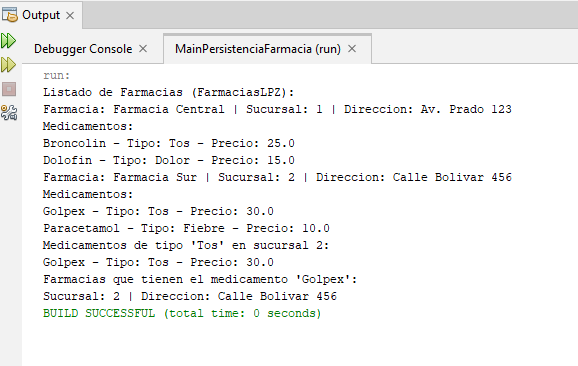 Output
Debugger Console
MainPersistenciaFarmacia (run)
run:
Listado de Farmacias (FarmaciasLPZ):
Farmacia: Farmacia Central | Sucursal: 1 | Direccion: Av. Prado 123
Medicamentos:
Broncolin - Tipo: Tos - Precio: 25.0
Dolofin - Tipo: Dolor - Precio: 15.0
Farmacia: Farmacia Sur | Sucursal: 2 | Direccion: Calle Bolivar 456
Medicamentos:
Golpex - Tipo: Tos - Precio: 30.0
Paracetamol - Tipo: Fiebre - Precio: 10.0
Medicamentos de tipo 'Tos' en sucursal 2:
Golpex - Tipo: Tos - Precio: 30.0
Farmacias que tienen el medicamento 'Golpex':
Sucursal: 2 | Direccion: Calle Bolivar 456
BUILD SUCCESSFUL (total time: 0 seconds)